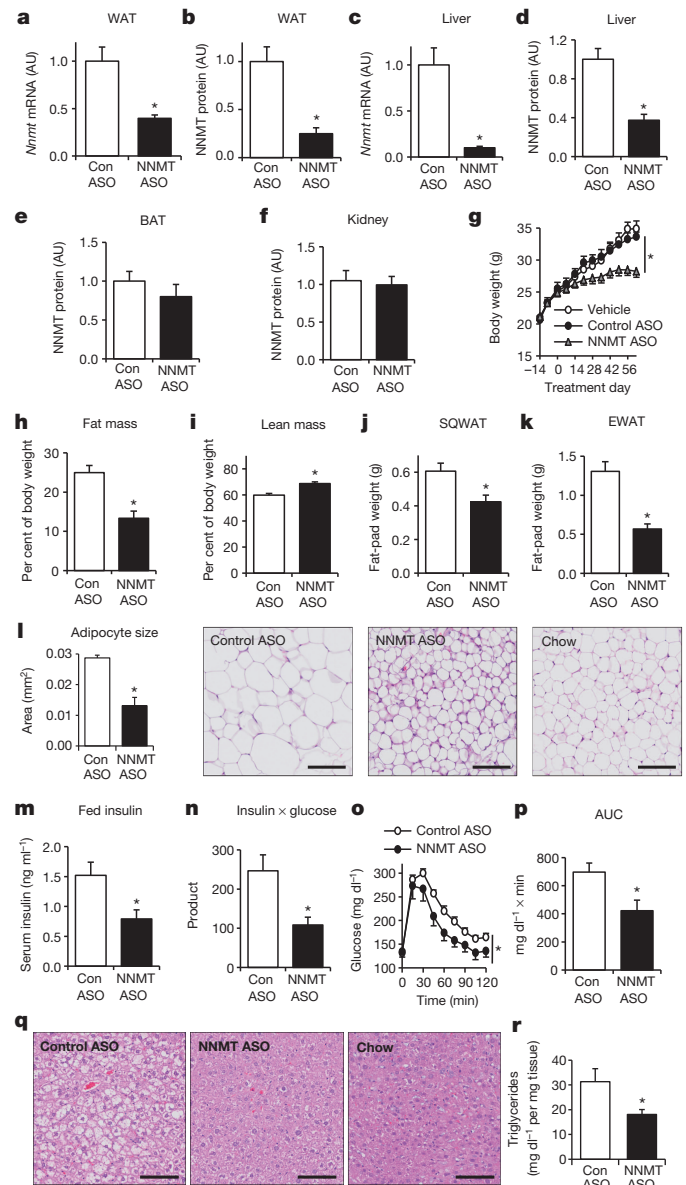 a WAT
Nnmt mRNA (AU)
1.0
0.5
0.0
*
Con NNMT
ASO ASO
b WAT
NNMT protein (AU)
1.0
0.5
0.0
*
Con NNMT
ASO ASO
c Liver
Nnmt mRNA (AU)
1.0
0.5
0.0
*
Con NNMT
ASO ASO
d Liver
NNMT protein (AU)
1.2
0.8
0.4
0.0
*
Con NNMT
ASO ASO
e BAT
NNMT protein (AU)
1.5
1.0
0.5
0.0
Con NNMT
ASO ASO
f Kidney
NNMT protein (AU)
1.5
1.0
0.5
0.0
Con NNMT
ASO ASO
g
Body weight (g)
35
30
25
20
15
*
Vehicle
Control ASO
NNMT ASO
−14 0 14 28 42 56
Treatment day
h Fat mass
Per cent of body weight
30
20
10
0
*
Con NNMT
ASO ASO
i Lean mass
Per cent of body weight
80
60
40
20
0
*
Con NNMT
ASO ASO
j SQWAT
Fat-pad weight (g)
0.6
0.4
0.2
0.0
*
Con NNMT
ASO ASO
k EWAT
Fat-pad weight (g)
1.5
1.0
0.5
0
*
Con NNMT
ASO ASO
l Adipocyte size
Area (mm²)
0.03
0.02
0.01
0.00
*
Con NNMT
ASO ASO
Control ASO
NNMT ASO
Chow
m Fed insulin
Serum insulin (ng ml⁻¹)
2.0
1.5
1.0
0.5
0.0
*
Con NNMT
ASO ASO
n Insulin × glucose
Product
300
200
100
0
*
Con NNMT
ASO ASO
o
Control ASO
NNMT ASO
Glucose (mg dl⁻¹)
300
250
200
150
100
*
0 30 60 90 120
Time (min)
p AUC
mg dl⁻¹ × min
800
600
400
200
0
*
Con NNMT
ASO ASO
q
Control ASO
NNMT ASO
Chow
r
Triglycerides
(mg dl⁻¹ per mg tissue)
40
30
20
10
0
*
Con NNMT
ASO ASO